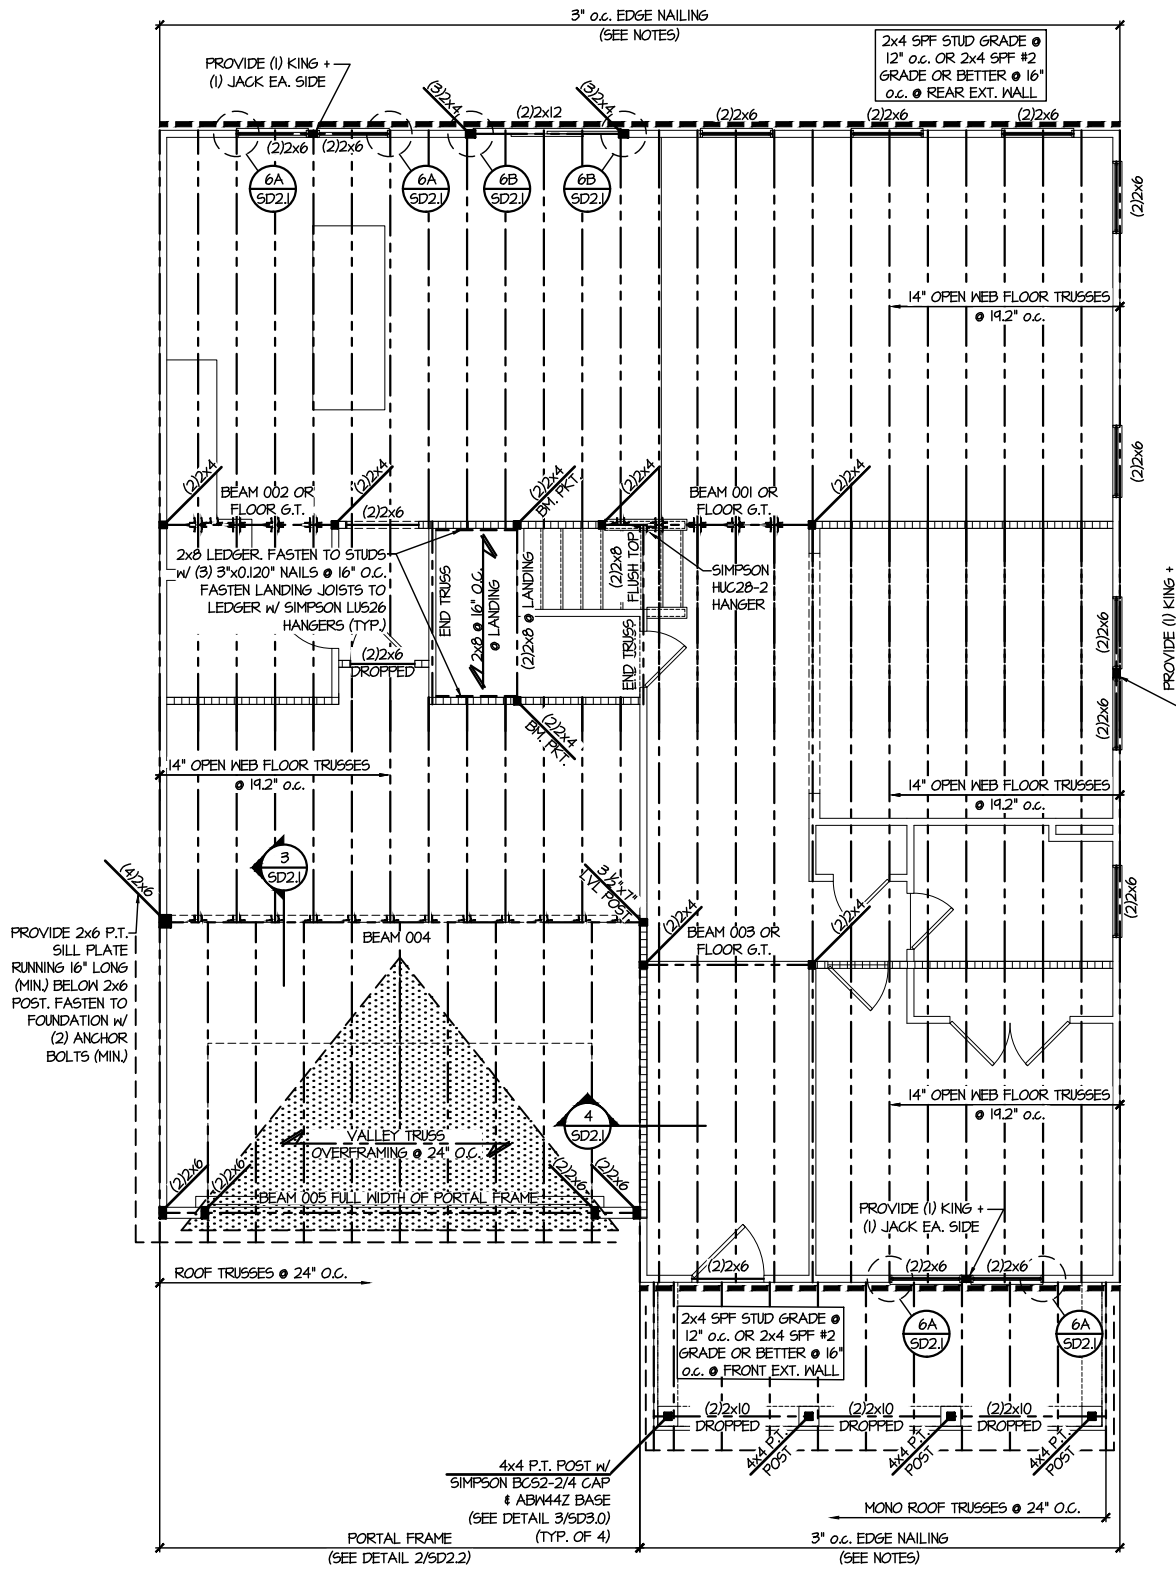 3" o.c. EDGE NAILING
(SEE NOTES)
2x4 SPF STUD GRADE @
12" o.c. OR 2x4 SPF #2
GRADE OR BETTER @ 16"
o.c. @ REAR EXT. WALL
PROVIDE (1) KING +
(1) JACK EA. SIDE
(3)2x4
(2)2x12
(3)2x4
(2)2x6
(2)2x6
(2)2x6
(2)2x6
(2)2x6
6A
SD2.1
6A
SD2.1
6B
SD2.1
6B
SD2.1
(2)2x6
14" OPEN WEB FLOOR TRUSSES
@ 19.2" o.c.
(2)2x6
(2)2x4
BEAM 002 OR
FLOOR G.T.
(2)2x4
(2)2x6
(2)2x4
BM. PKT.
(2)2x4
BEAM 001 OR
FLOOR G.T.
(2)2x4
2x8 LEDGER. FASTEN TO STUDS
W/ (3) 3"x0.120" NAILS @ 16" O.C.
FASTEN LANDING JOISTS TO
LEDGER W/ SIMPSON LUS26
HANGERS (TYP.)
END TRUSS
2x8 @ 16" O.C.
@ LANDING
(2)2x8 @ LANDING
(2)2x8
FLUSH TOP
SIMPSON
HUC28-2
HANGER
END TRUSS
(2)2x6
DROPPED
(2)2x4
BM. PKT.
(2)2x6
(2)2x6
PROVIDE (1) KING +
14" OPEN WEB FLOOR TRUSSES
@ 19.2" o.c.
14" OPEN WEB FLOOR TRUSSES
@ 19.2" o.c.
3
SD2.1
(4)2x6
3 1/2"x7"
LVL POST
(2)2x6
PROVIDE 2x6 P.T.
SILL PLATE
RUNNING 16" LONG
(MIN.) BELOW 2x6
POST. FASTEN TO
FOUNDATION W/
(2) ANCHOR
BOLTS (MIN.)
BEAM 004
(2)2x4
BEAM 003 OR
FLOOR G.T.
(2)2x4
14" OPEN WEB FLOOR TRUSSES
@ 19.2" o.c.
4
SD2.1
VALLEY TRUSS
OVERFRAMING @ 24" O.C.
(2)2x6
(2)2x6
(2)2x6
(2)2x6
BEAM 005 FULL WIDTH OF PORTAL FRAME
PROVIDE (1) KING +
(1) JACK EA. SIDE
ROOF TRUSSES @ 24" O.C.
(2)2x6
(2)2x6
(2)2x6
2x4 SPF STUD GRADE @
12" o.c. OR 2x4 SPF #2
GRADE OR BETTER @ 16"
o.c. @ FRONT EXT. WALL
6A
SD2.1
6A
SD2.1
(2)2x10
DROPPED
(2)2x10
DROPPED
(2)2x10
DROPPED
4x4 P.T.
POST
4x4 P.T.
POST
4x4 P.T.
POST
4x4 P.T. POST W/
SIMPSON BCS2-2/4 CAP
& ABW44Z BASE
(SEE DETAIL 3/SD3.0)
(TYP. OF 4)
MONO ROOF TRUSSES @ 24" O.C.
PORTAL FRAME
(SEE DETAIL 2/SD2.2)
3" o.c. EDGE NAILING
(SEE NOTES)